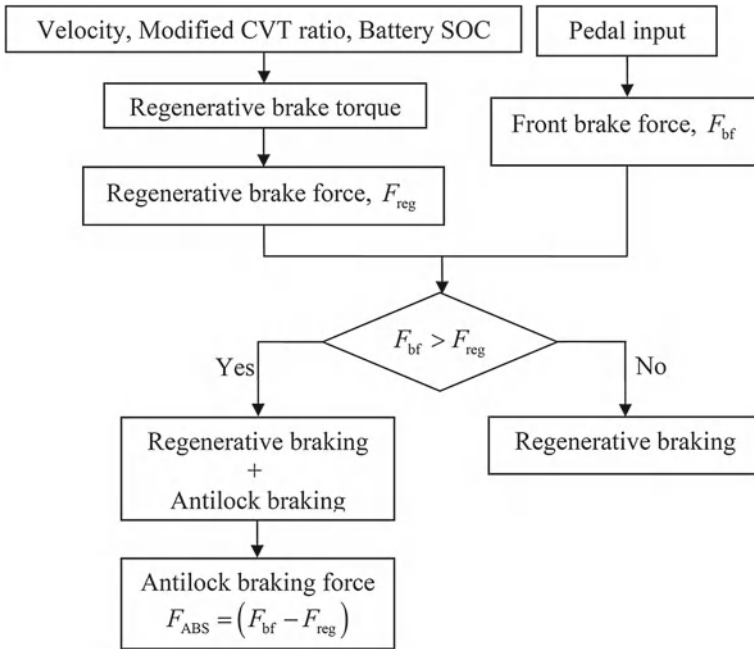 Velocity, Modified CVT ratio, Battery SOC
Pedal input
Regenerative brake torque
Front brake force, F_bf
Regenerative brake force, F_reg
F_bf > F_reg
Yes
No
Regenerative braking
+
Antilock braking
Regenerative braking
Antilock braking force
F_ABS = (F_bf − F_reg)